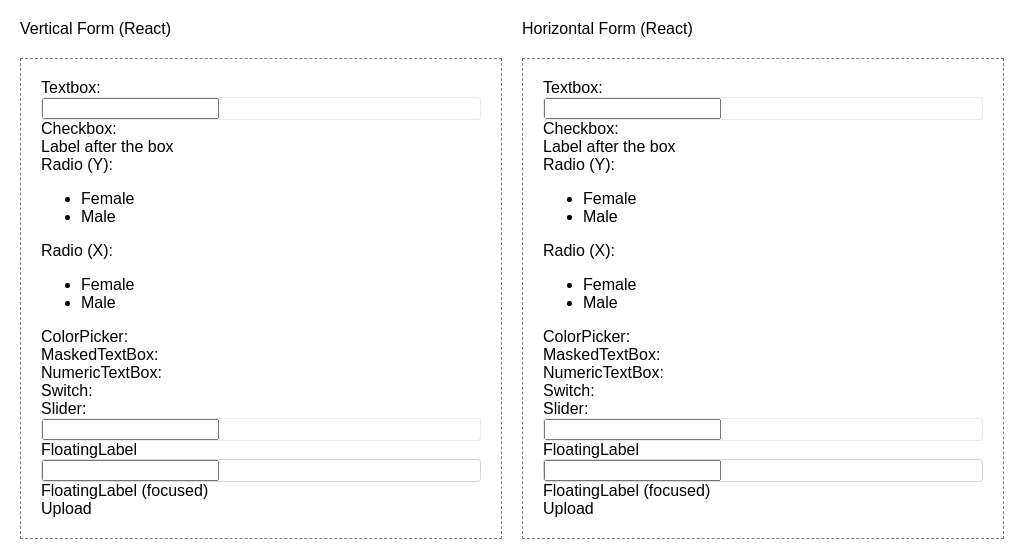 Vertical Form (React)
Textbox:
Checkbox:
Label after the box
Radio (Y):
Female
Male
Radio (X):
Female
Male
ColorPicker:
MaskedTextBox:
NumericTextBox:
Switch:
Slider:
FloatingLabel
FloatingLabel (focused)
Upload
Horizontal Form (React)
Textbox:
Checkbox:
Label after the box
Radio (Y):
Female
Male
Radio (X):
Female
Male
ColorPicker:
MaskedTextBox:
NumericTextBox:
Switch:
Slider:
FloatingLabel
FloatingLabel (focused)
Upload